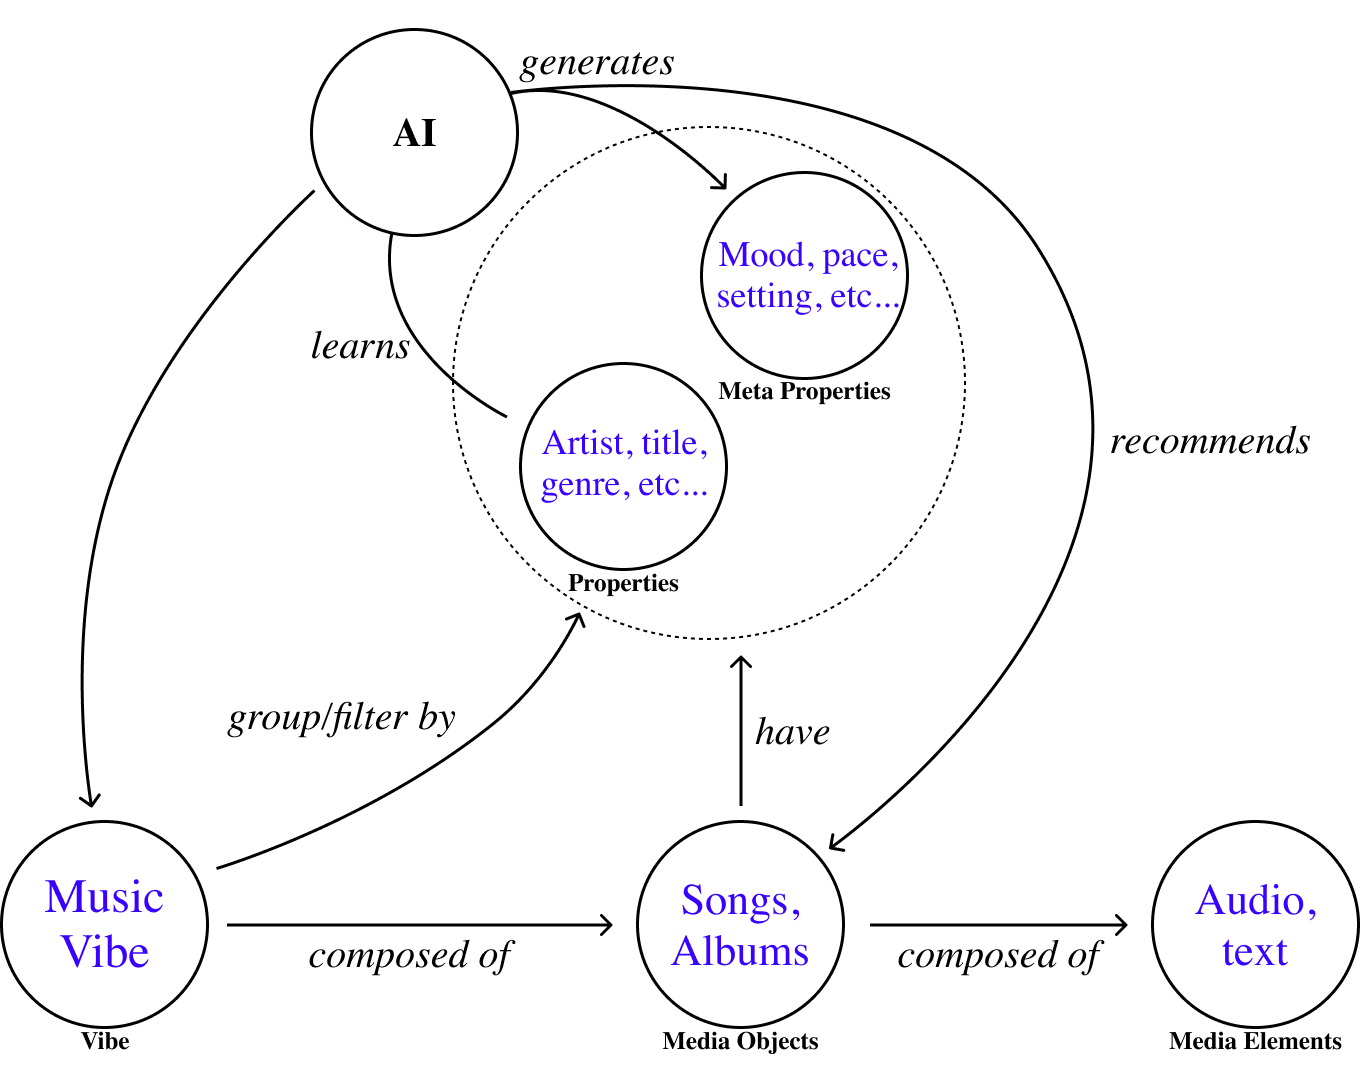 generates
AI
Mood, pace,
setting, etc...
learns
Meta Properties
recommends
Artist, title,
genre, etc...
Properties
group/filter by
have
Music
Vibe
composed of
Songs,
Albums
composed of
Audio,
text
Vibe
Media Objects
Media Elements